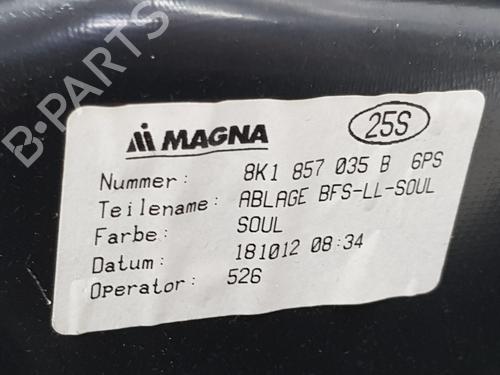 MAGNA
25S
Nummer: 8K1 857 035 B 6PS
Teilename: ABLAGE BFS-LL-SOUL
Farbe: SOUL
Datum: 181012 08:34
Operator: 526
B-PARTS